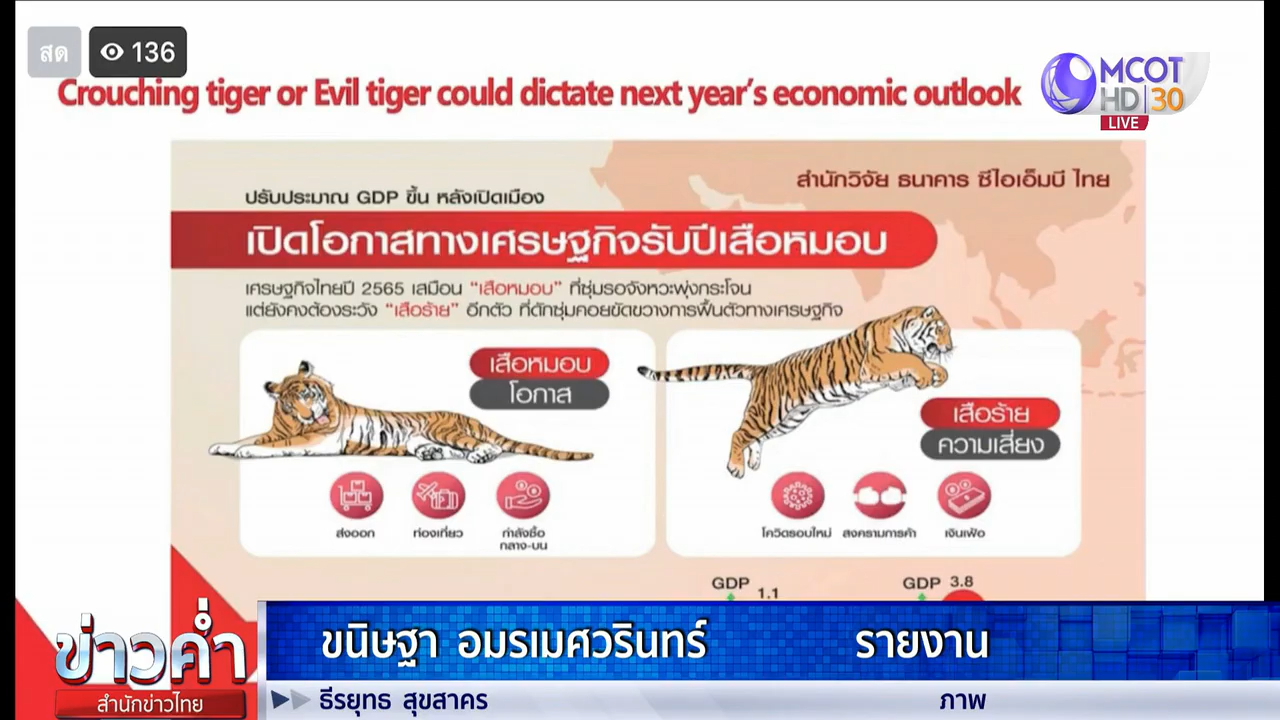 สด
136
Crouching tiger or Evil tiger could dictate next year's economic outlook
MCOT
HD 30
LIVE
สำนักวิจัย ธนาคาร ซีไอเอ็มบี ไทย
ปรับประมาณ GDP ขึ้น หลังเปิดเมือง
เปิดโอกาสทางเศรษฐกิจรับปีเสือหมอบ
เศรษฐกิจไทยปี 2565 เสมือน "เสือหมอบ" ที่ซุ่มรอจังหวะพุ่งกระโจน
แต่ยังคงต้องระวัง "เสือร้าย" อีกตัว ที่ดักซุ่มคอยขัดขวางการฟื้นตัวทางเศรษฐกิจ
เสือหมอบ
โอกาส
ส่งออก
ท่องเที่ยว
กำลังซื้อ
กลาง-บน
เสือร้าย
ความเสี่ยง
โควิดรอบใหม่
สงครามการค้า
เงินเฟ้อ
GDP 1.1
GDP 3.8
ข่าวค่ำ
สำนักข่าวไทย
ขนิษฐา อมรเมศวรินทร์ รายงาน
ธีรยุทธ สุขสาคร ภาพ